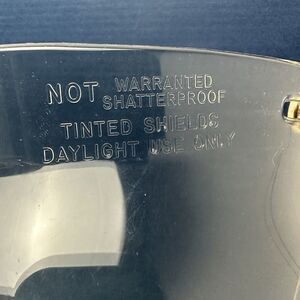 NOT WARRANTED
SHATTERPROOF
TINTED SHIELDS
DAYLIGHT USE ONLY